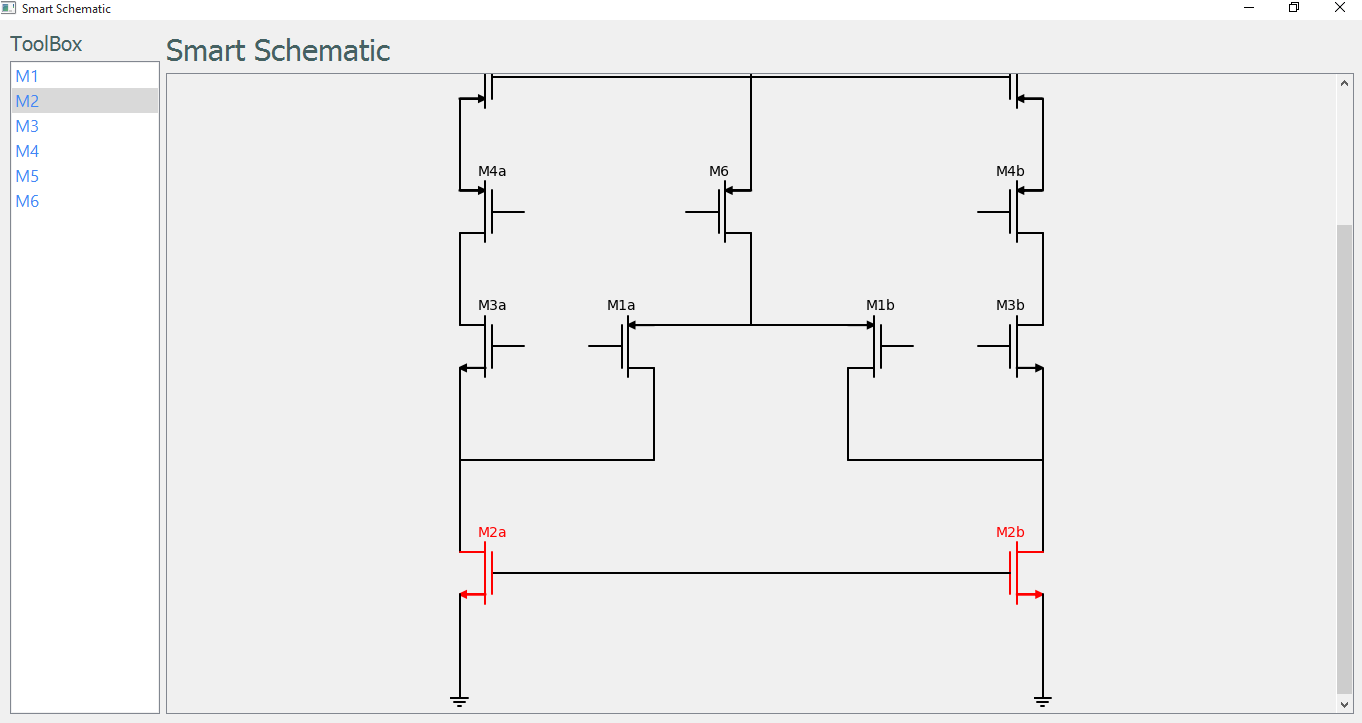 Smart Schematic
ToolBox
Smart Schematic
M1
M2
M3
M4
M5
M6
M4a
M6
M4b
M3a
M1a
M1b
M3b
M2a
M2b